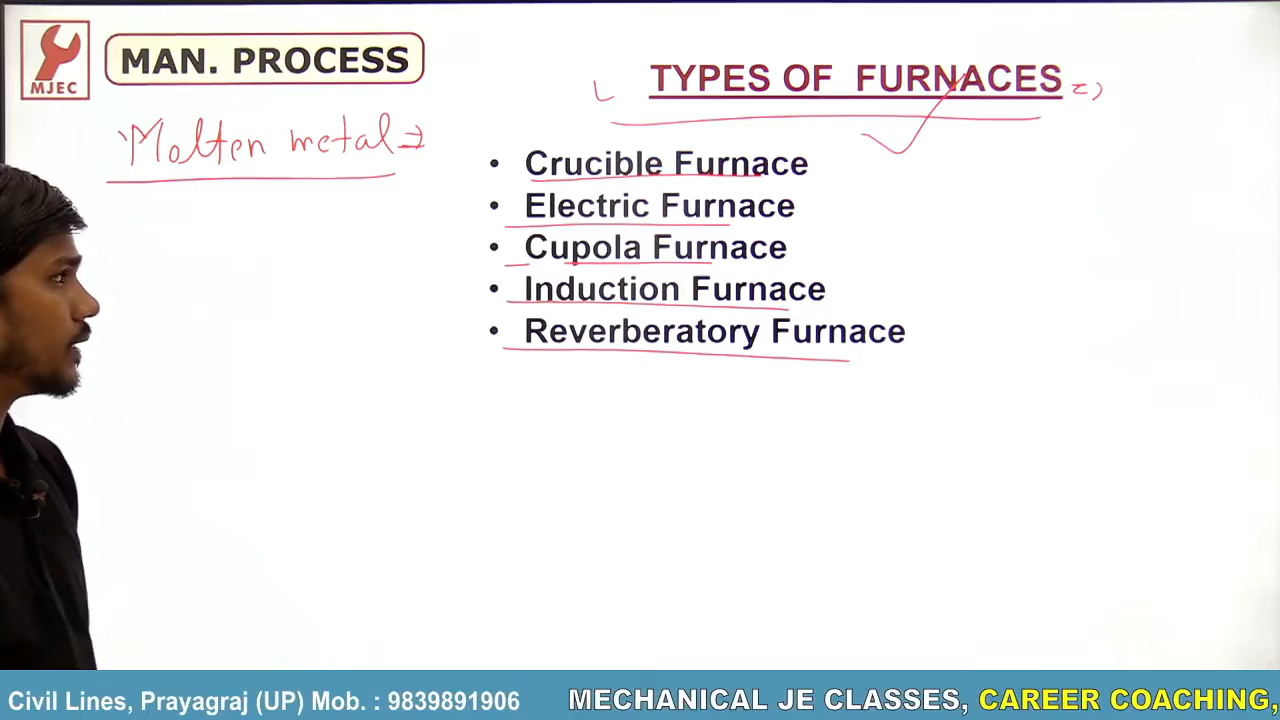 MJEC
MAN. PROCESS
Molten metal
TYPES OF FURNACES
• Crucible Furnace
• Electric Furnace
• Cupola Furnace
• Induction Furnace
• Reverberatory Furnace
Civil Lines, Prayagraj (UP) Mob. : 9839891906 MECHANICAL JE CLASSES, CAREER COACHING,